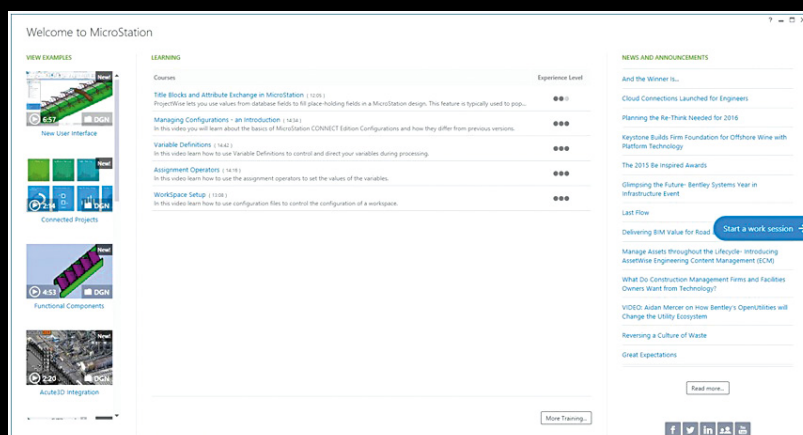 Welcome to MicroStation
VIEW EXAMPLES
New!
6:57 DGN
New User Interface
New!
2:14 DGN
Connected Projects
4:53 DGN
Functional Components
New!
2:20 DGN
Acute3D Integration
LEARNING
Courses Experience Level
Title Blocks and Attribute Exchange in MicroStation
ProjectWise lets you use values from database fields to fill place-holding fields in a MicroStation design. This feature is typically used to pop...
Managing Configurations - an Introduction
In this video you will learn about the basics of MicroStation CONNECT Edition Configurations and how they differ from previous versions.
Variable Definitions
In this video learn how to use Variable Definitions to control and direct your variables during processing.
Assignment Operators
In this video learn how to use the assignment operators to set the values of the variables.
WorkSpace Setup
In this video learn how to use configuration files to control the configuration of a workspace.
More Training...
NEWS AND ANNOUNCEMENTS
And the Winner Is...
Cloud Connections Launched for Engineers
Planning the Re-Think Needed for 2016
Keystone Builds Firm Foundation for Offshore Wind with
Platform Technology
The 2015 Be Inspired Awards
Glimpsing the Future- Bentley Systems Year in
Infrastructure Event
Last Flow
Delivering BIM Value for Road
Start a work session
Manage Assets throughout the Lifecycle- Introducing
AssetWise Engineering Content Management (ECM)
What Do Construction Management Firms and Facilities
Owners Want from Technology?
VIDEO: Aidan Mercer on How Bentley's OpenUtilities will
Change the Utility Ecosystem
Reversing a Culture of Waste
Great Expectations
Read more...